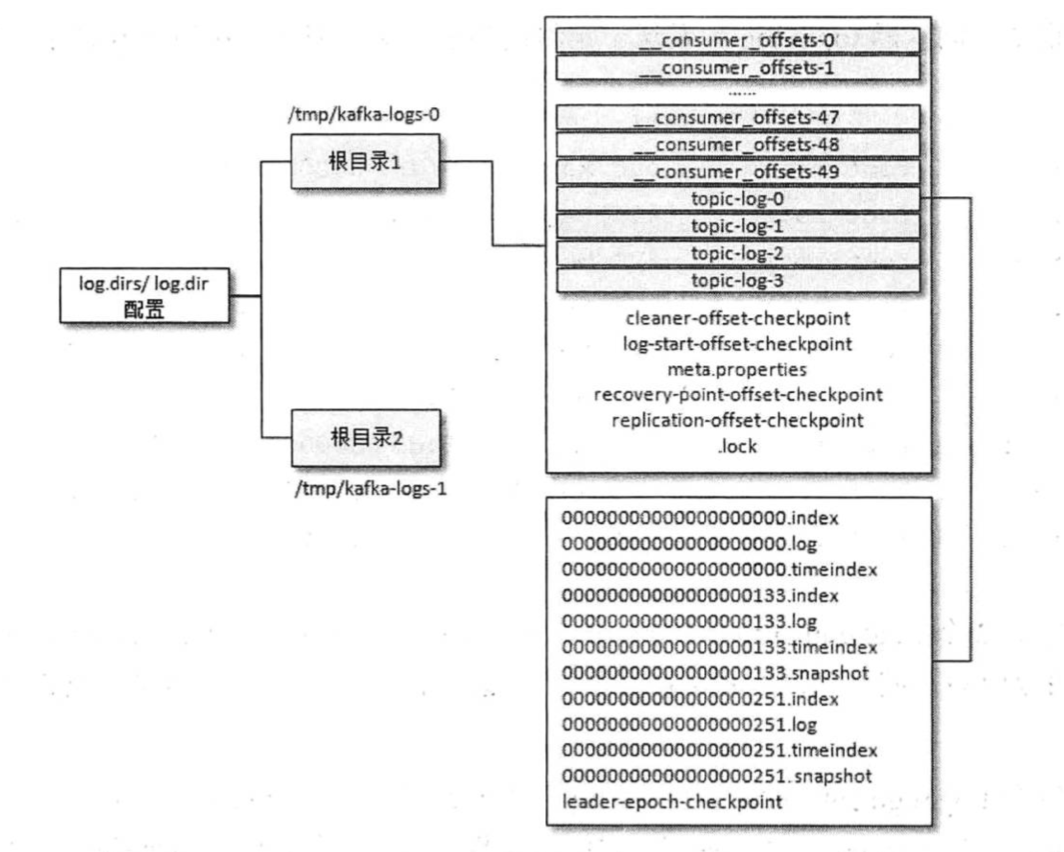 log.dirs/ log.dir
配置
/tmp/kafka-logs-0
根目录1
根目录2
/tmp/kafka-logs-1
__consumer_offsets-0
__consumer_offsets-1
......
__consumer_offsets-47
__consumer_offsets-48
__consumer_offsets-49
topic-log-0
topic-log-1
topic-log-2
topic-log-3
cleaner-offset-checkpoint
log-start-offset-checkpoint
meta.properties
recovery-point-offset-checkpoint
replication-offset-checkpoint
.lock
00000000000000000000.index
00000000000000000000.log
00000000000000000000.timeindex
00000000000000000133.index
00000000000000000133.log
00000000000000000133.timeindex
00000000000000000133.snapshot
00000000000000000251.index
00000000000000000251.log
00000000000000000251.timeindex
00000000000000000251.snapshot
leader-epoch-checkpoint